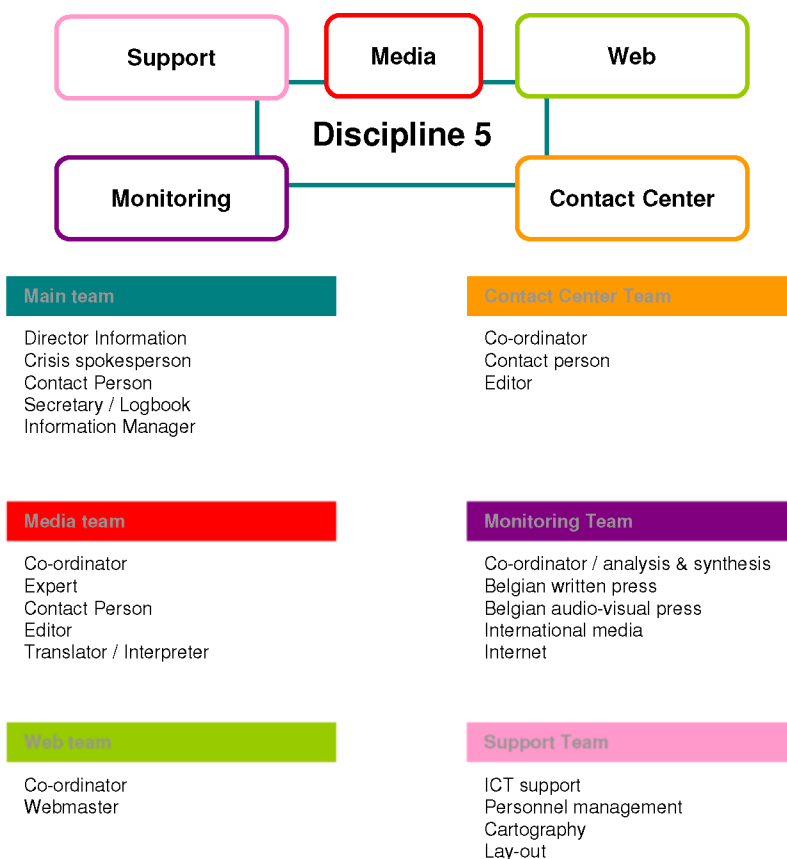 Support
Media
Web
Discipline 5
Monitoring
Contact Center
Main team
Director Information
Crisis spokesperson
Contact Person
Secretary / Logbook
Information Manager
Contact Center Team
Co-ordinator
Contact person
Editor
Media team
Co-ordinator
Expert
Contact Person
Editor
Translator / Interpreter
Monitoring Team
Co-ordinator / analysis & synthesis
Belgian written press
Belgian audio-visual press
International media
Internet
Web team
Co-ordinator
Webmaster
Support Team
ICT support
Personnel management
Cartography
Lay-out